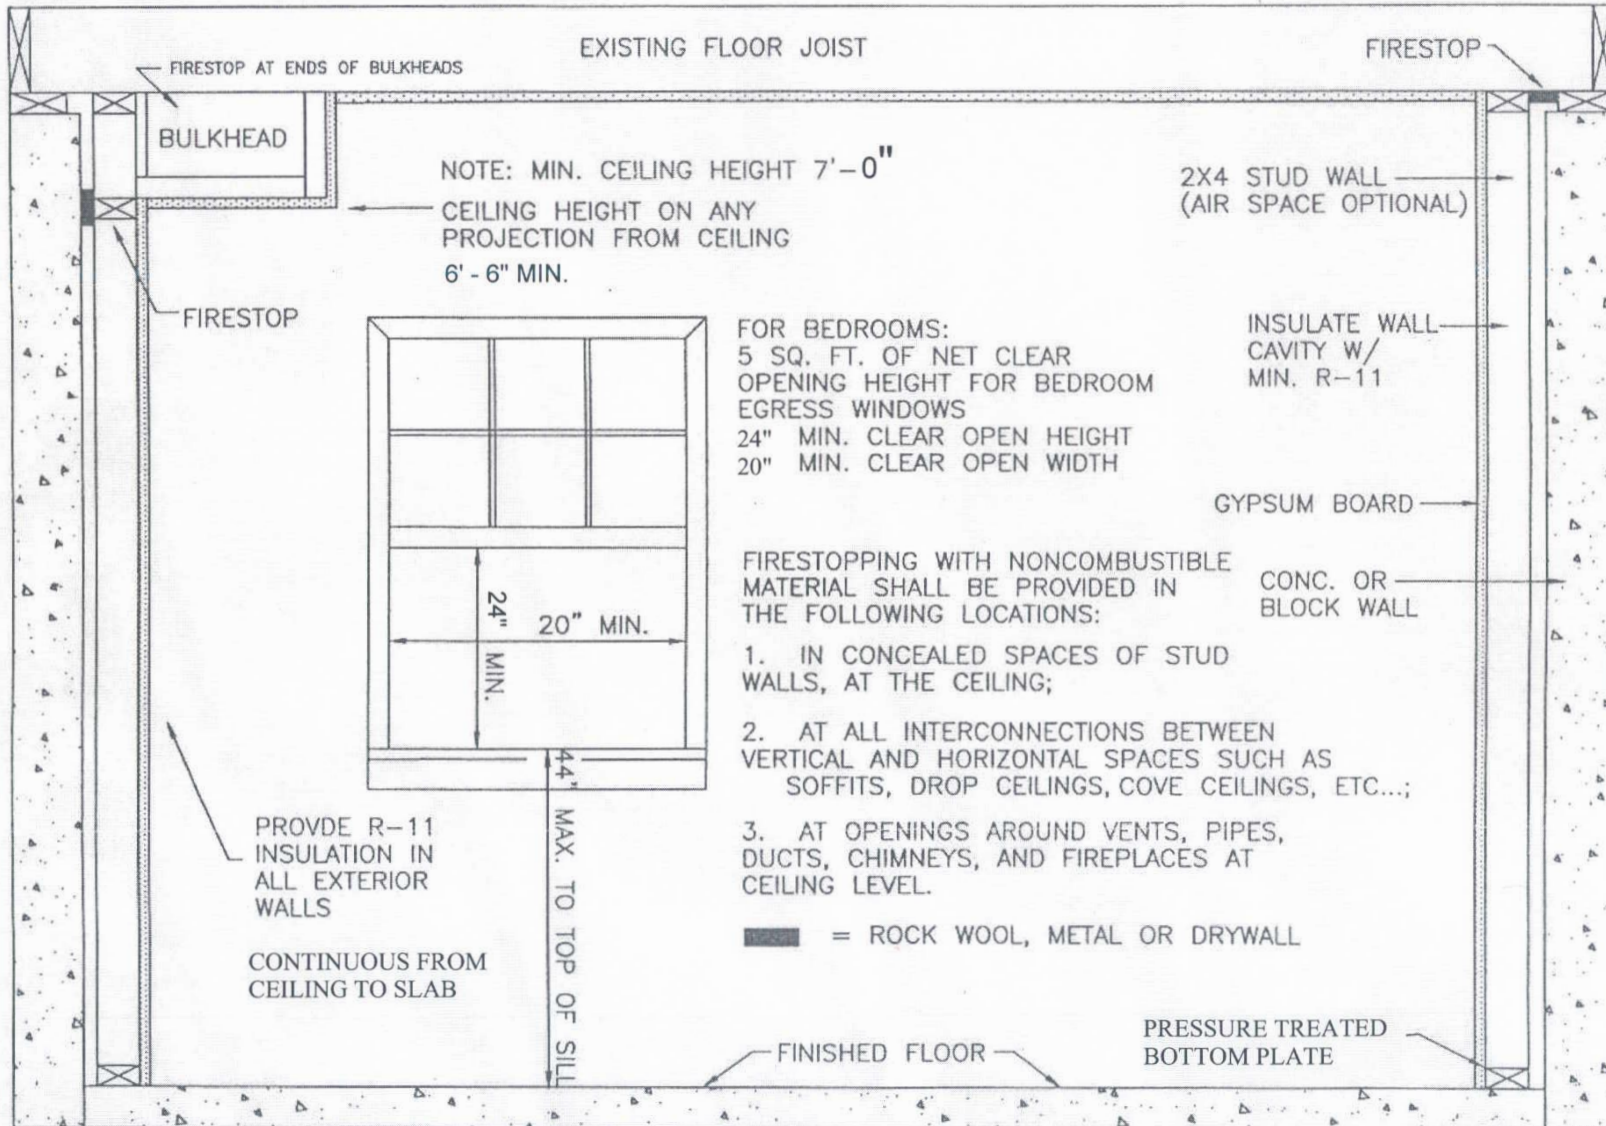 EXISTING FLOOR JOIST
FIRESTOP
FIRESTOP AT ENDS OF BULKHEADS
BULKHEAD
NOTE: MIN. CEILING HEIGHT 7'-0"
CEILING HEIGHT ON ANY
PROJECTION FROM CEILING
6' - 6" MIN.
2X4 STUD WALL
(AIR SPACE OPTIONAL)
FIRESTOP
FOR BEDROOMS:
5 SQ. FT. OF NET CLEAR
OPENING HEIGHT FOR BEDROOM
EGRESS WINDOWS
24" MIN. CLEAR OPEN HEIGHT
20" MIN. CLEAR OPEN WIDTH
INSULATE WALL
CAVITY W/
MIN. R-11
GYPSUM BOARD
FIRESTOPPING WITH NONCOMBUSTIBLE
MATERIAL SHALL BE PROVIDED IN
THE FOLLOWING LOCATIONS:
1. IN CONCEALED SPACES OF STUD
WALLS, AT THE CEILING;
2. AT ALL INTERCONNECTIONS BETWEEN
VERTICAL AND HORIZONTAL SPACES SUCH AS
SOFFITS, DROP CEILINGS, COVE CEILINGS, ETC...;
3. AT OPENINGS AROUND VENTS, PIPES,
DUCTS, CHIMNEYS, AND FIREPLACES AT
CEILING LEVEL.
= ROCK WOOL, METAL OR DRYWALL
CONC. OR
BLOCK WALL
24" MIN.
20" MIN.
44" MAX. TO TOP OF SILL
PROVDE R-11
INSULATION IN
ALL EXTERIOR
WALLS
CONTINUOUS FROM
CEILING TO SLAB
FINISHED FLOOR
PRESSURE TREATED
BOTTOM PLATE